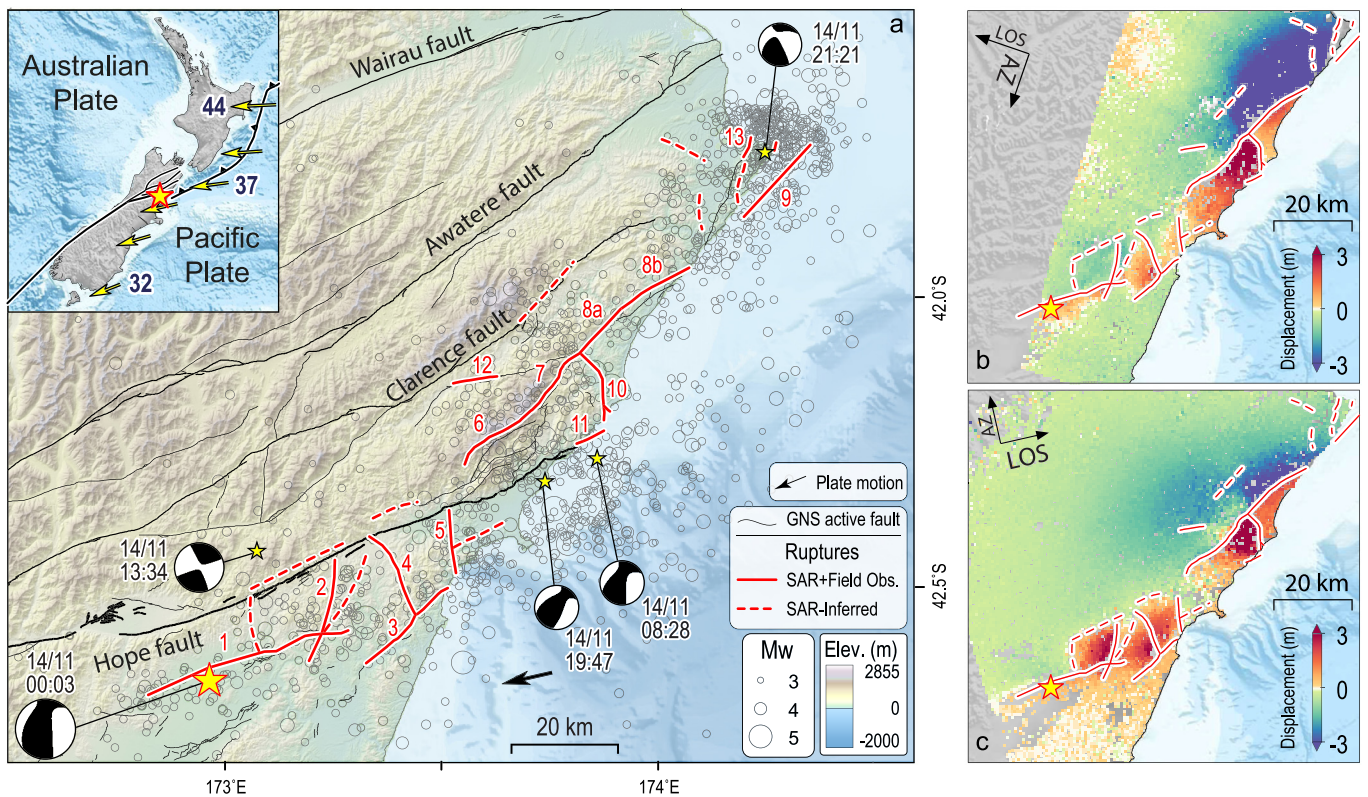 a
Australian
Plate
44
37
Pacific
Plate
32
Wairau fault
Awatere fault
Clarence fault
Hope fault
14/11
21:21
13
9
8b
8a
12
7
10
6
11
5
4
2
3
1
14/11
13:34
14/11
00:03
14/11
19:47
14/11
08:28
20 km
Plate motion
GNS active fault
Ruptures
SAR+Field Obs.
SAR-Inferred
Mw
3
4
5
Elev. (m)
2855
0
-2000
173°E
174°E
42.0°S
42.5°S
LOS
AZ
20 km
Displacement (m)
3
0
-3
b
AZ
LOS
20 km
Displacement (m)
3
0
-3
c